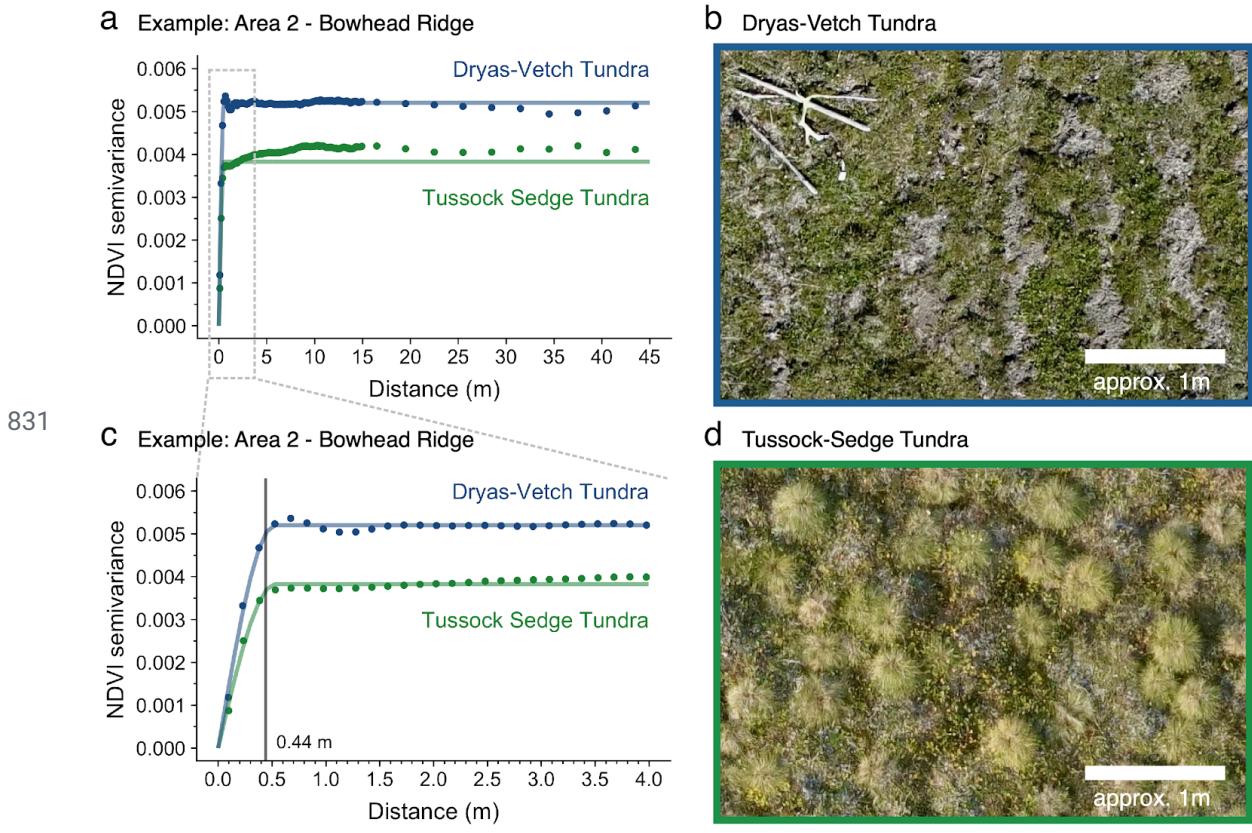 a Example: Area 2 - Bowhead Ridge
NDVI semivariance
0.006
0.005
0.004
0.003
0.002
0.001
0.000
Dryas-Vetch Tundra
Tussock Sedge Tundra
0 5 10 15 20 25 30 35 40 45
Distance (m)
b Dryas-Vetch Tundra
approx. 1m
831
c Example: Area 2 - Bowhead Ridge
NDVI semivariance
0.006
0.005
0.004
0.003
0.002
0.001
0.000
Dryas-Vetch Tundra
Tussock Sedge Tundra
0.44 m
0.0 0.5 1.0 1.5 2.0 2.5 3.0 3.5 4.0
Distance (m)
d Tussock-Sedge Tundra
approx. 1m